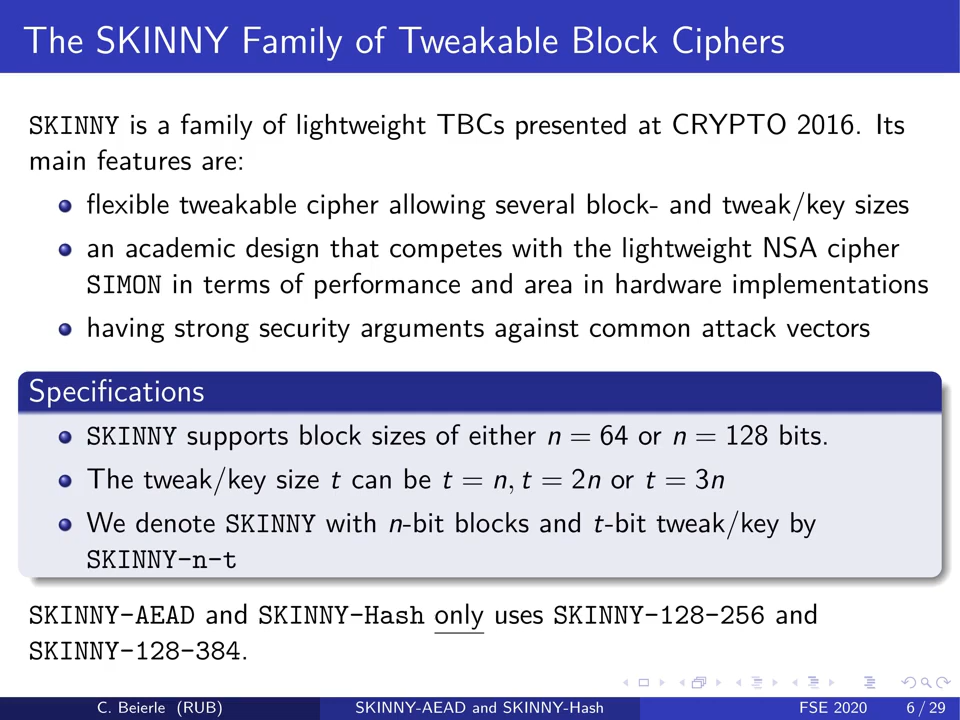 The SKINNY Family of Tweakable Block Ciphers
SKINNY is a family of lightweight TBCs presented at CRYPTO 2016. Its
main features are:
flexible tweakable cipher allowing several block- and tweak/key sizes
an academic design that competes with the lightweight NSA cipher
SIMON in terms of performance and area in hardware implementations
having strong security arguments against common attack vectors
Specifications
SKINNY supports block sizes of either n = 64 or n = 128 bits.
The tweak/key size t can be t = n, t = 2n or t = 3n
We denote SKINNY with n-bit blocks and t-bit tweak/key by
SKINNY-n-t
SKINNY-AEAD and SKINNY-Hash only uses SKINNY-128-256 and
SKINNY-128-384.
C. Beierle (RUB) SKINNY-AEAD and SKINNY-Hash FSE 2020 6 / 29